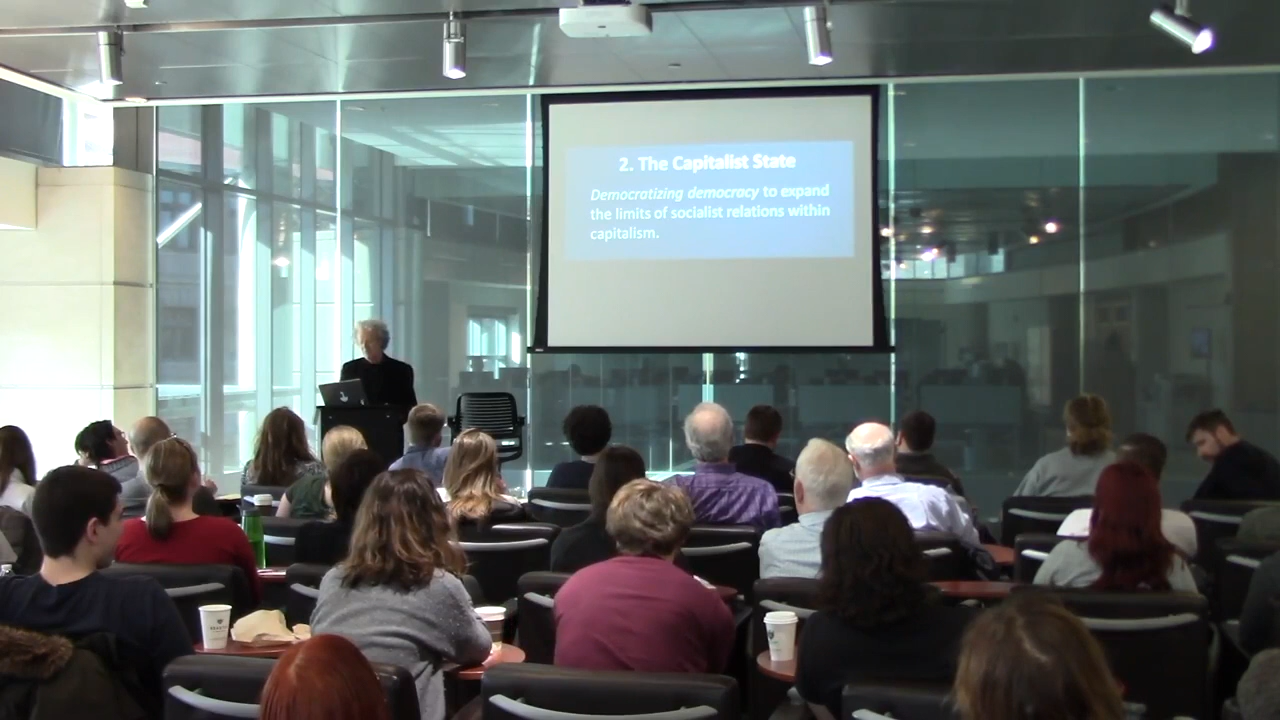 2. The Capitalist State
Democratizing democracy to expand
the limits of socialist relations within
capitalism.